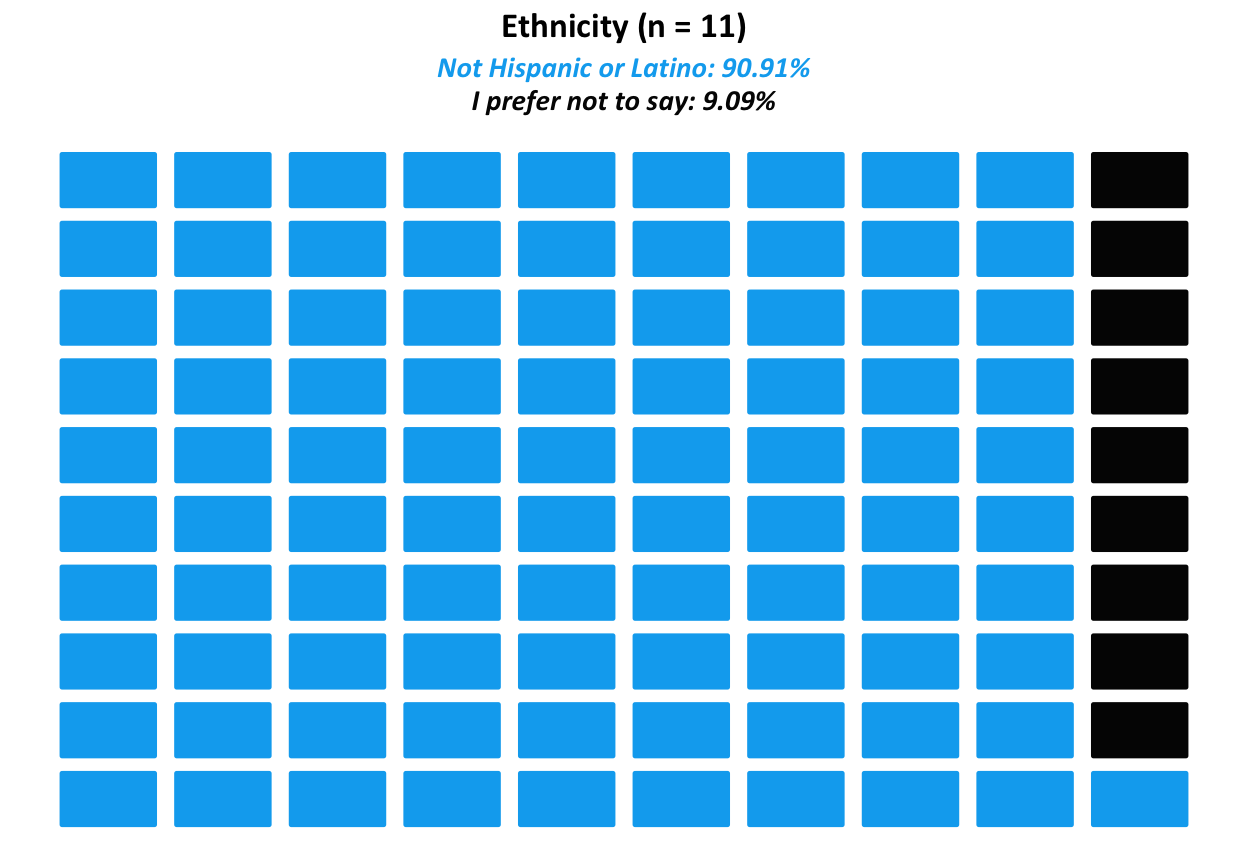 Ethnicity (n = 11)
Not Hispanic or Latino: 90.91%
I prefer not to say: 9.09%